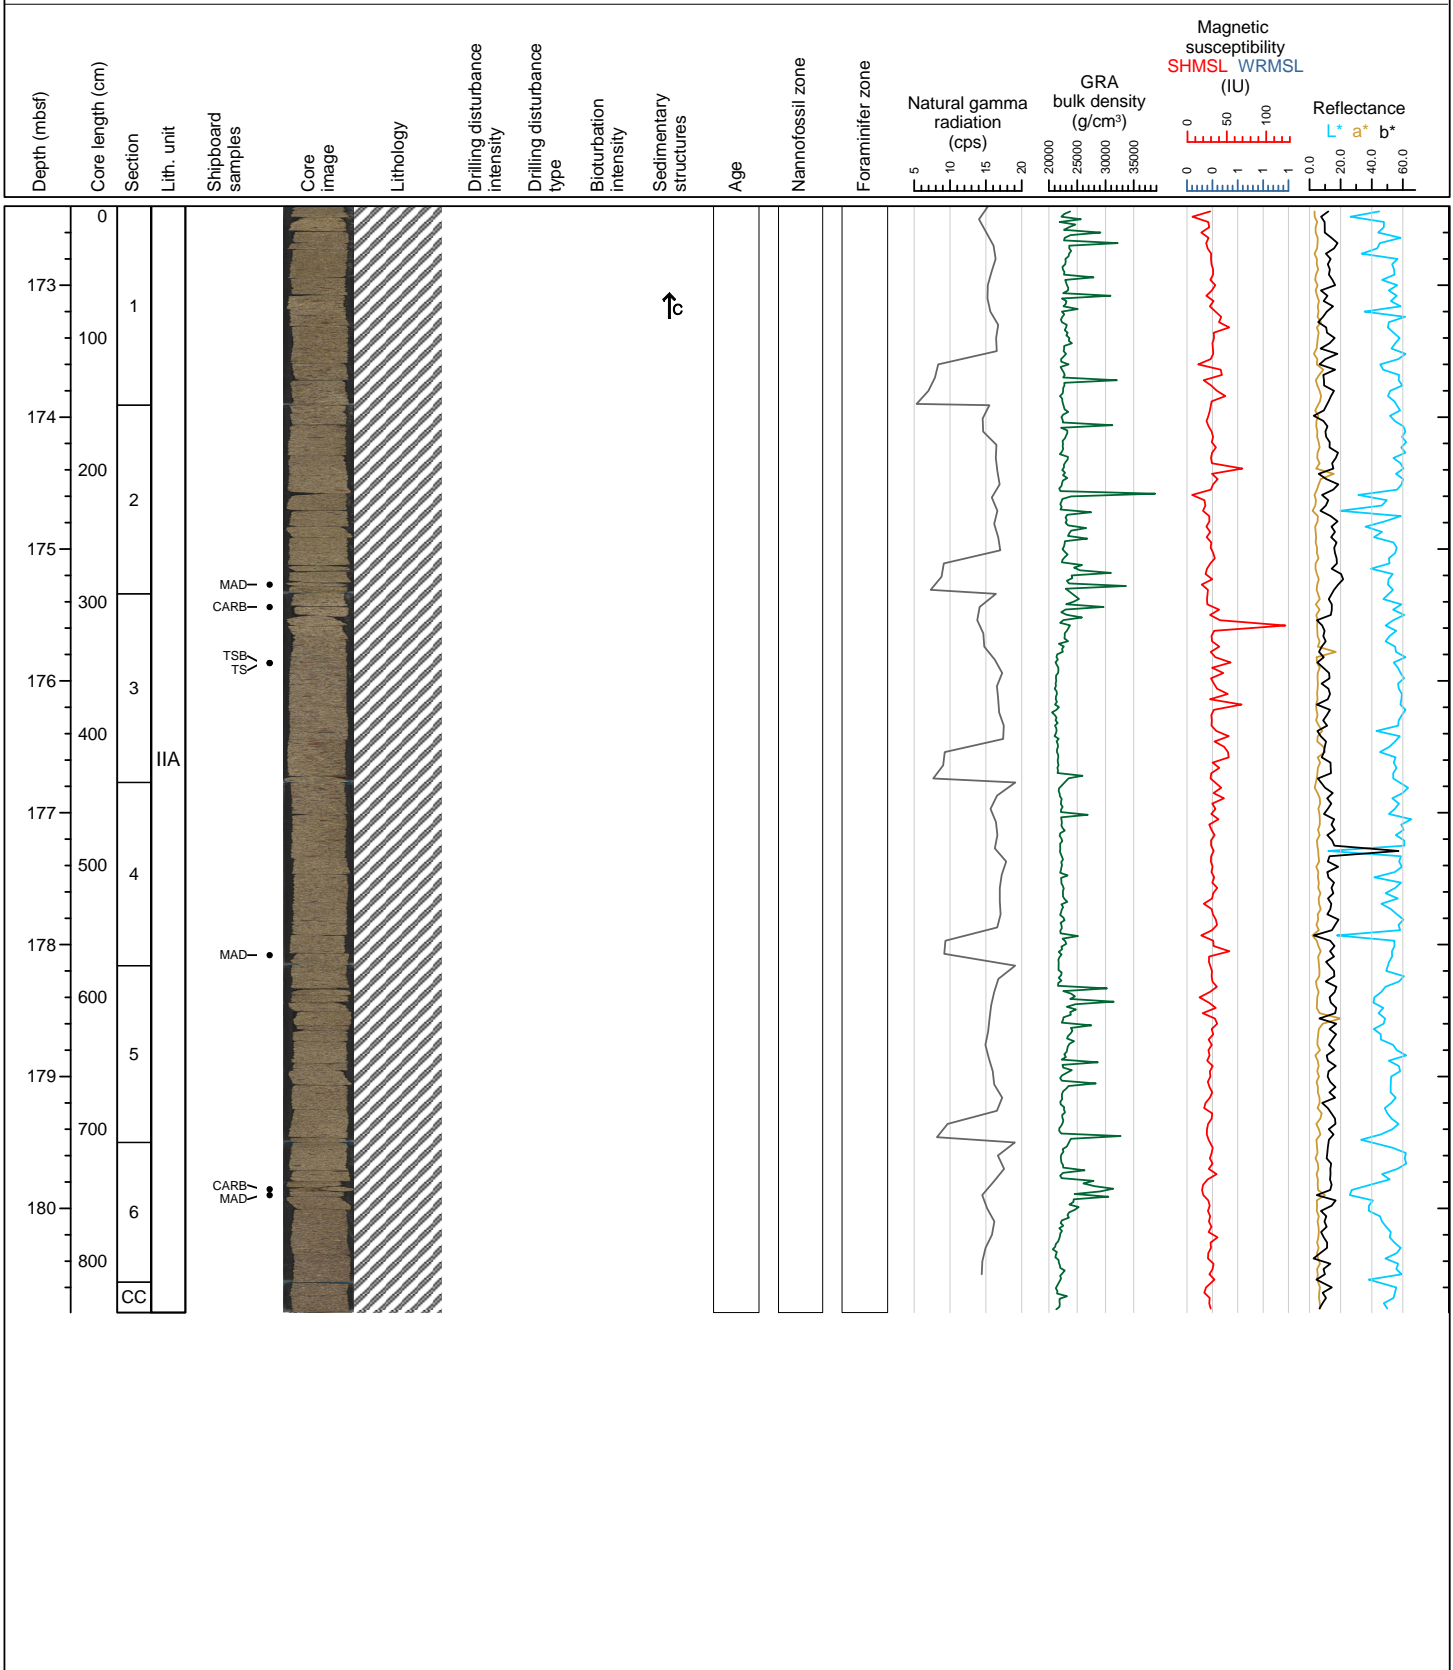 Depth (mbsf)
Core length (cm)
Section
Lith. unit
Shipboard
samples
Core
image
Lithology
Drilling disturbance
intensity
Drilling disturbance
type
Bioturbation
intensity
Sedimentary
structures
Age
Nannofossil zone
Foraminifer zone
Natural gamma
radiation
(cps)
5 10 15 20
GRA
bulk density
(g/cm³)
20000 25000 30000 35000
Magnetic
susceptibility
SHMSL WRMSL
(IU)
0 50 100
0 0 1 1 1
Reflectance
L* a* b*
0.0 20.0 40.0 60.0
0
173
1
c
100
174
200
2
175
MAD
300
CARB
TSB
TS
176
3
400
IIA
177
500
4
178
MAD
600
5
179
700
CARB
MAD
180
6
800
CC